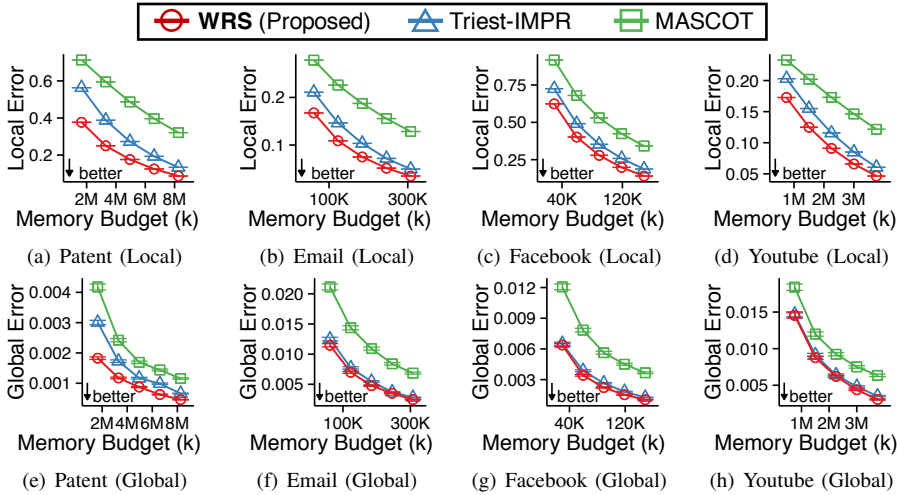 WRS (Proposed) Triest-IMPR MASCOT
Local Error
0.6
0.4
0.2
better
2M 4M 6M 8M
Memory Budget (k)
(a) Patent (Local)
Local Error
0.2
0.1
better
100K 300K
Memory Budget (k)
(b) Email (Local)
Local Error
0.75
0.50
0.25
better
40K 120K
Memory Budget (k)
(c) Facebook (Local)
Local Error
0.20
0.15
0.10
0.05
better
1M 2M 3M
Memory Budget (k)
(d) Youtube (Local)
Global Error
0.004
0.003
0.002
0.001
better
2M 4M 6M 8M
Memory Budget (k)
(e) Patent (Global)
Global Error
0.020
0.015
0.010
0.005
better
100K 300K
Memory Budget (k)
(f) Email (Global)
Global Error
0.012
0.009
0.006
0.003
better
40K 120K
Memory Budget (k)
(g) Facebook (Global)
Global Error
0.015
0.010
0.005
better
1M 2M 3M
Memory Budget (k)
(h) Youtube (Global)